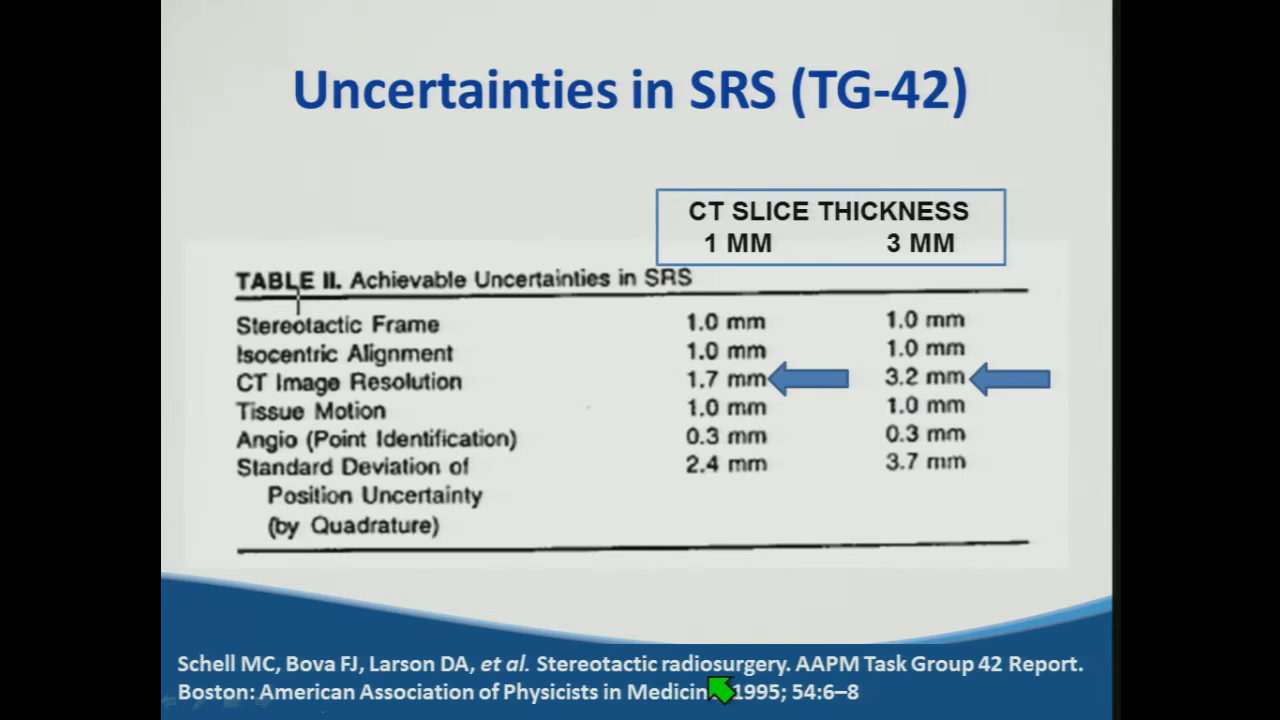 Uncertainties in SRS (TG-42)
CT SLICE THICKNESS
1 MM 3 MM
TABLE II. Achievable Uncertainties in SRS
Stereotactic Frame 1.0 mm 1.0 mm
Isocentric Alignment 1.0 mm 1.0 mm
CT Image Resolution 1.7 mm 3.2 mm
Tissue Motion 1.0 mm 1.0 mm
Angio (Point Identification) 0.3 mm 0.3 mm
Standard Deviation of 2.4 mm 3.7 mm
Position Uncertainty
(by Quadrature)
Schell MC, Bova FJ, Larson DA, et al. Stereotactic radiosurgery. AAPM Task Group 42 Report.
Boston: American Association of Physicists in Medicin 1995; 54:6–8